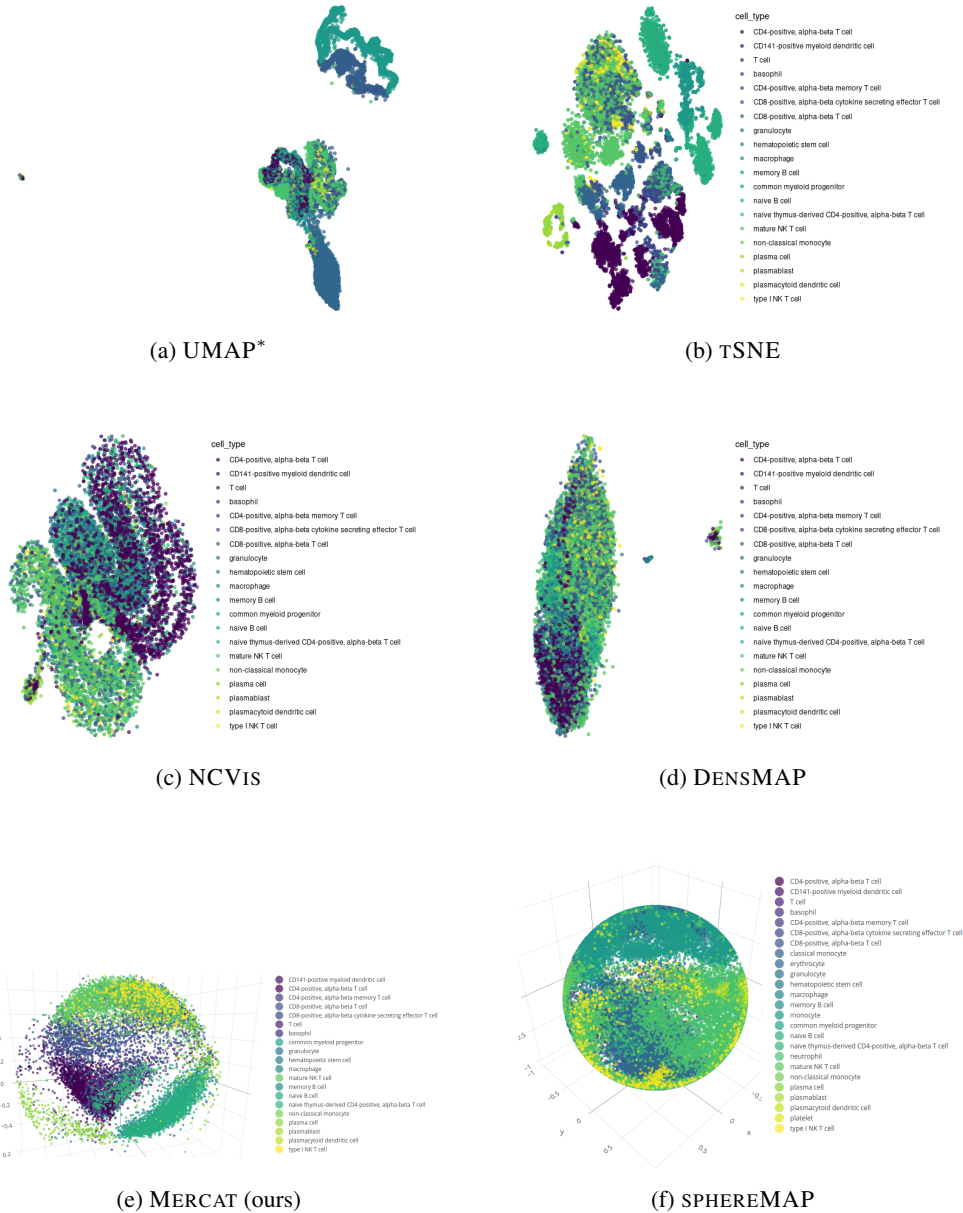 cell_type
CD4-positive, alpha-beta T cell
CD141-positive myeloid dendritic cell
T cell
basophil
CD4-positive, alpha-beta memory T cell
CD8-positive, alpha-beta cytokine secreting effector T cell
CD8-positive, alpha-beta T cell
granulocyte
hematopoietic stem cell
macrophage
memory B cell
common myeloid progenitor
naive B cell
naive thymus-derived CD4-positive, alpha-beta T cell
mature NK T cell
non-classical monocyte
plasma cell
plasmablast
plasmacytoid dendritic cell
type I NK T cell
(a) UMAP*
(b) TSNE
cell_type
CD4-positive, alpha-beta T cell
CD141-positive myeloid dendritic cell
T cell
basophil
CD4-positive, alpha-beta memory T cell
CD8-positive, alpha-beta cytokine secreting effector T cell
CD8-positive, alpha-beta T cell
granulocyte
hematopoietic stem cell
macrophage
memory B cell
common myeloid progenitor
naive B cell
naive thymus-derived CD4-positive, alpha-beta T cell
mature NK T cell
non-classical monocyte
plasma cell
plasmablast
plasmacytoid dendritic cell
type I NK T cell
cell_type
CD4-positive, alpha-beta T cell
CD141-positive myeloid dendritic cell
T cell
basophil
CD4-positive, alpha-beta memory T cell
CD8-positive, alpha-beta cytokine secreting effector T cell
CD8-positive, alpha-beta T cell
granulocyte
hematopoietic stem cell
macrophage
memory B cell
common myeloid progenitor
naive B cell
naive thymus-derived CD4-positive, alpha-beta T cell
mature NK T cell
non-classical monocyte
plasma cell
plasmablast
plasmacytoid dendritic cell
type I NK T cell
(c) NCVIS
(d) DENSMAP
0
−0.2
−0.4
CD141-positive myeloid dendritic cell
CD4-positive, alpha-beta T cell
CD4-positive, alpha-beta memory T cell
CD8-positive, alpha-beta T cell
CD8-positive, alpha-beta cytokine secreting effector T cell
T cell
basophil
common myeloid progenitor
granulocyte
hematopoietic stem cell
macrophage
mature NK T cell
memory B cell
naive B cell
naive thymus-derived CD4-positive, alpha-beta T cell
non-classical monocyte
plasma cell
plasmablast
plasmacytoid dendritic cell
type I NK T cell
−1
−1
−0.5
−0.5
y
0
0
x
0.5
0.5
CD4-positive, alpha-beta T cell
CD141-positive myeloid dendritic cell
T cell
basophil
CD4-positive, alpha-beta memory T cell
CD8-positive, alpha-beta cytokine secreting effector T cell
CD8-positive, alpha-beta T cell
classical monocyte
erythrocyte
granulocyte
hematopoietic stem cell
macrophage
memory B cell
monocyte
common myeloid progenitor
naive B cell
naive thymus-derived CD4-positive, alpha-beta T cell
neutrophil
mature NK T cell
non-classical monocyte
plasma cell
plasmablast
plasmacytoid dendritic cell
platelet
type I NK T cell
(e) MERCAT (ours)
(f) SPHEREMAP